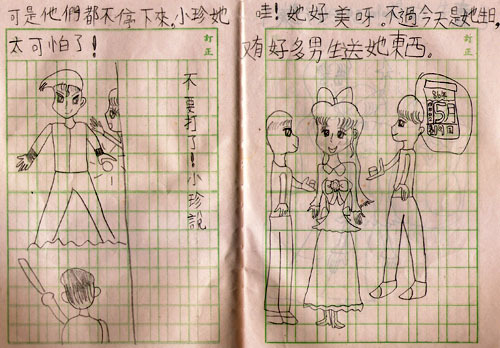 可是他們都不停下來。小珍她
太可怕了!
訂正
不要打了!小珍說
哇!她好美呀。不過今天是她生日,
有好多男生送她東西。
訂正
5